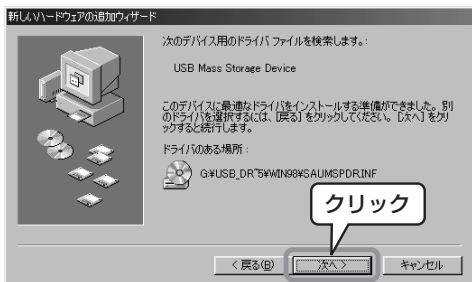 新しいハードウェアの追加ウィザード
次のデバイス用のドライバ ファイルを検索します。:
USB Mass Storage Device
このデバイスに最適なドライバをインストールする準備ができました。別
のドライバを選択するには、[戻る] をクリックしてください。[次へ] をクリ
ックすると続行します。
ドライバのある場所 :
G:¥USB_DR~5¥WIN98¥SAUMSPDR.INF
クリック
< 戻る(B)
次へ >
キャンセル